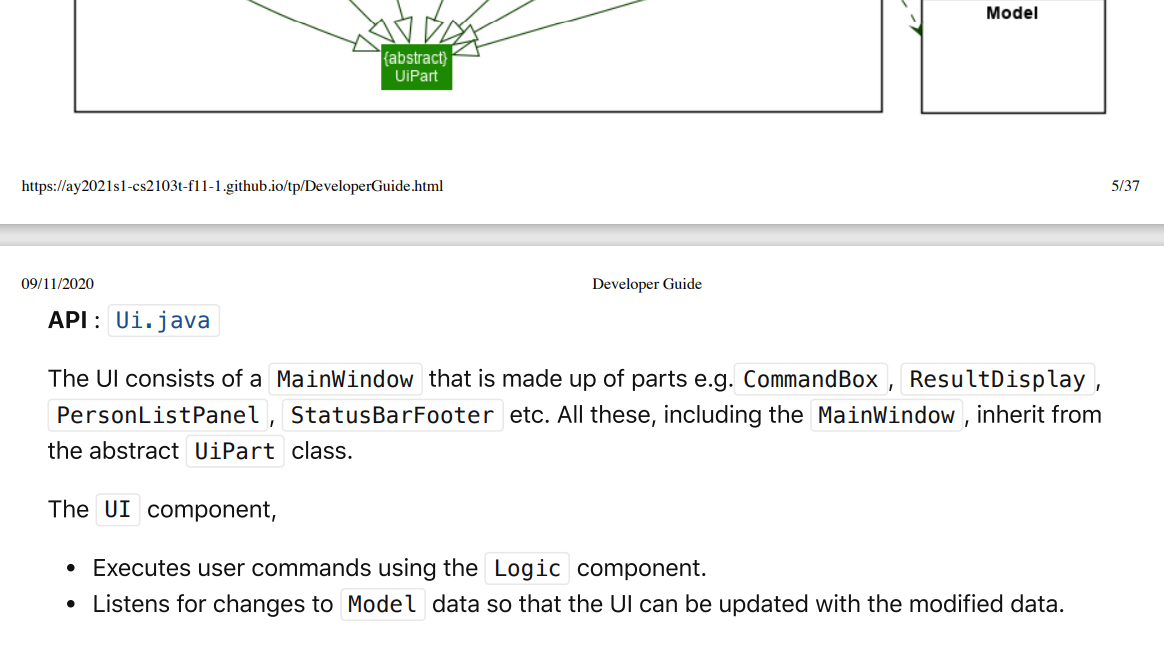 Model
{abstract}
UiPart
https://ay2021s1-cs2103t-f11-1.github.io/tp/DeveloperGuide.html 5/37
09/11/2020 Developer Guide
API : Ui.java
The UI consists of a MainWindow that is made up of parts e.g. CommandBox , ResultDisplay ,
PersonListPanel , StatusBarFooter etc. All these, including the MainWindow , inherit from
the abstract UiPart class.
The UI component,
• Executes user commands using the Logic component.
• Listens for changes to Model data so that the UI can be updated with the modified data.